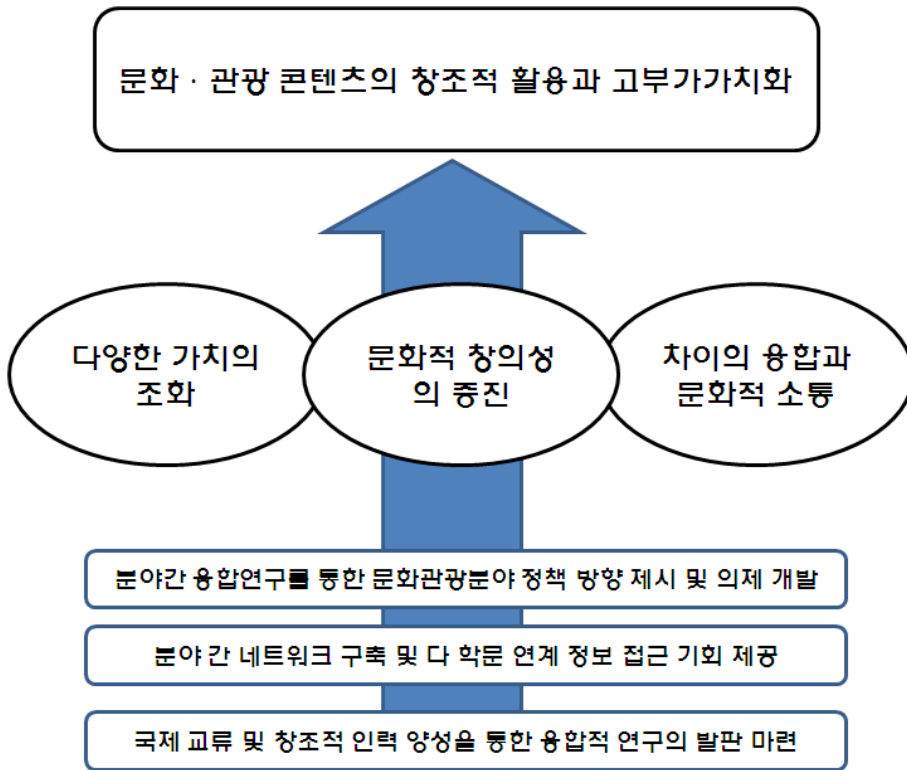 문화 · 관광 콘텐츠의 창조적 활용과 고부가가치화
다양한 가치의
조화
문화적 창의성
의 증진
차이의 융합과
문화적 소통
분야간 융합연구를 통한 문화관광분야 정책 방향 제시 및 의제 개발
분야 간 네트워크 구축 및 다 학문 연계 정보 접근 기회 제공
국제 교류 및 창조적 인력 양성을 통한 융합적 연구의 발판 마련